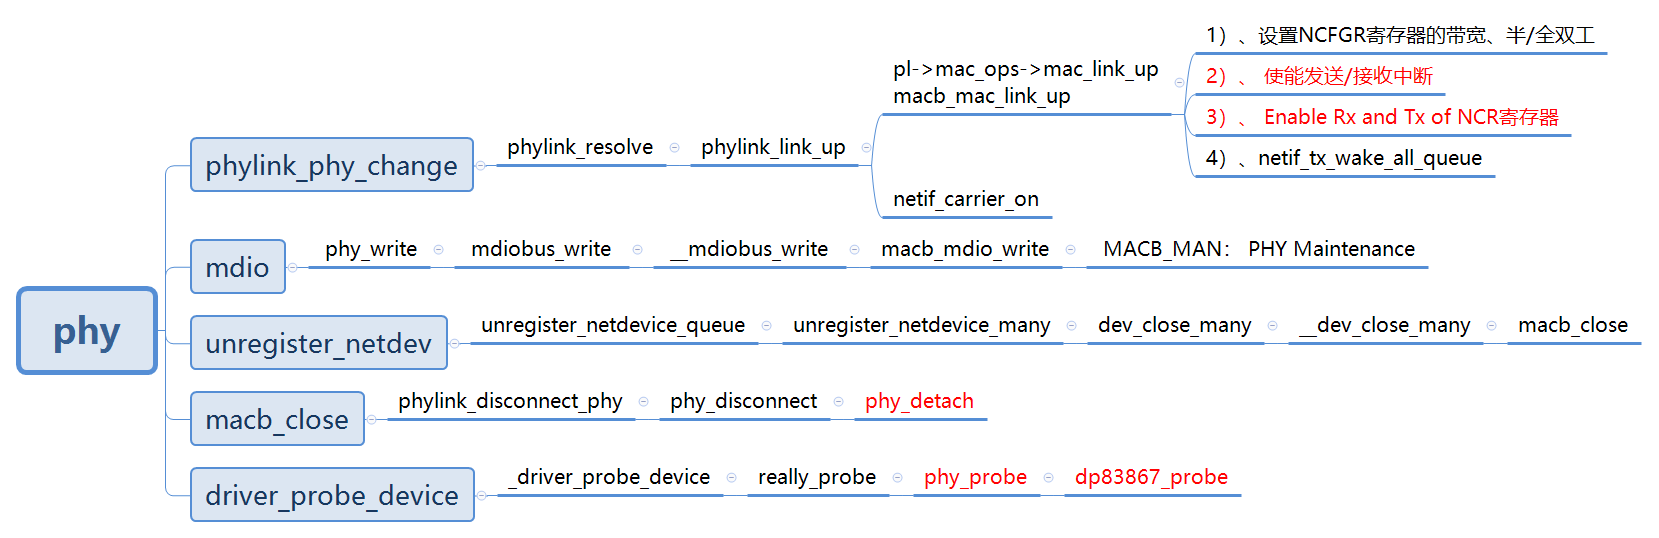 phy
phylink_phy_change
phylink_resolve
phylink_link_up
pl->mac_ops->mac_link_up
macb_mac_link_up
1）、设置NCFGR寄存器的带宽、半/全双工
2）、 使能发送/接收中断
3）、 Enable Rx and Tx of NCR寄存器
4）、netif_tx_wake_all_queue
netif_carrier_on
mdio
phy_write
mdiobus_write
__mdiobus_write
macb_mdio_write
MACB_MAN： PHY Maintenance
unregister_netdev
unregister_netdevice_queue
unregister_netdevice_many
dev_close_many
__dev_close_many
macb_close
macb_close
phylink_disconnect_phy
phy_disconnect
phy_detach
driver_probe_device
_driver_probe_device
really_probe
phy_probe
dp83867_probe